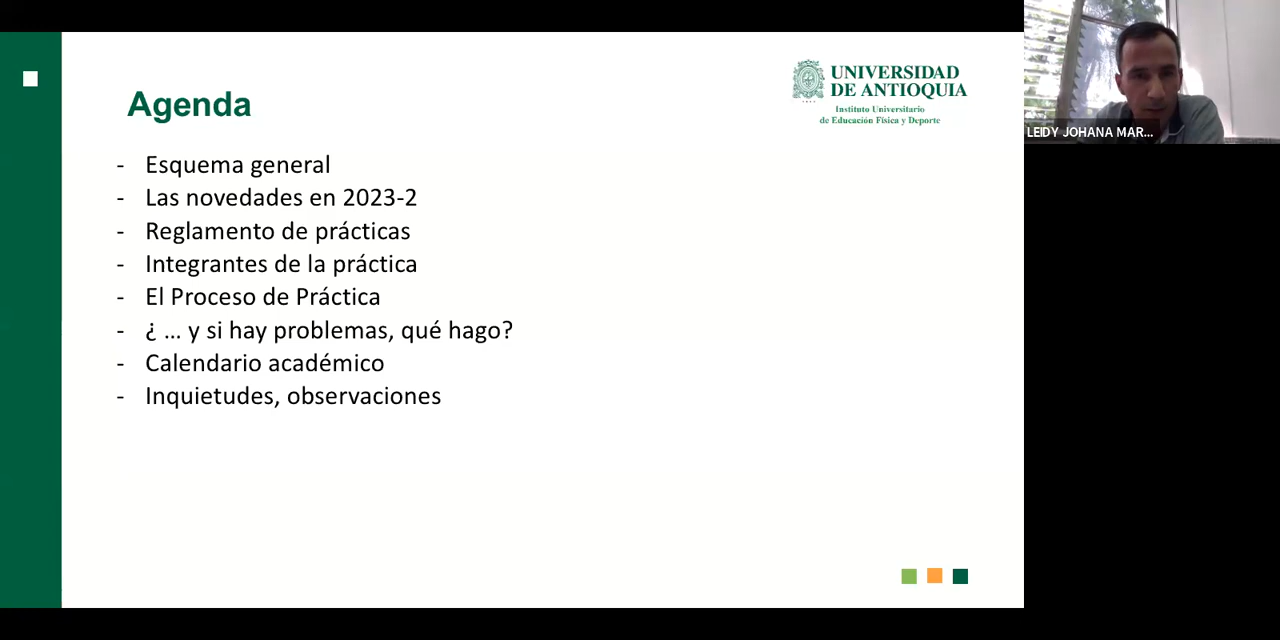 Agenda
UNIVERSIDAD
DE ANTIOQUIA
Instituto Universitario
de Educación Física y Deporte
- Esquema general
- Las novedades en 2023-2
- Reglamento de prácticas
- Integrantes de la práctica
- El Proceso de Práctica
- ¿ ... y si hay problemas, qué hago?
- Calendario académico
- Inquietudes, observaciones
LEIDY JOHANA MAR...